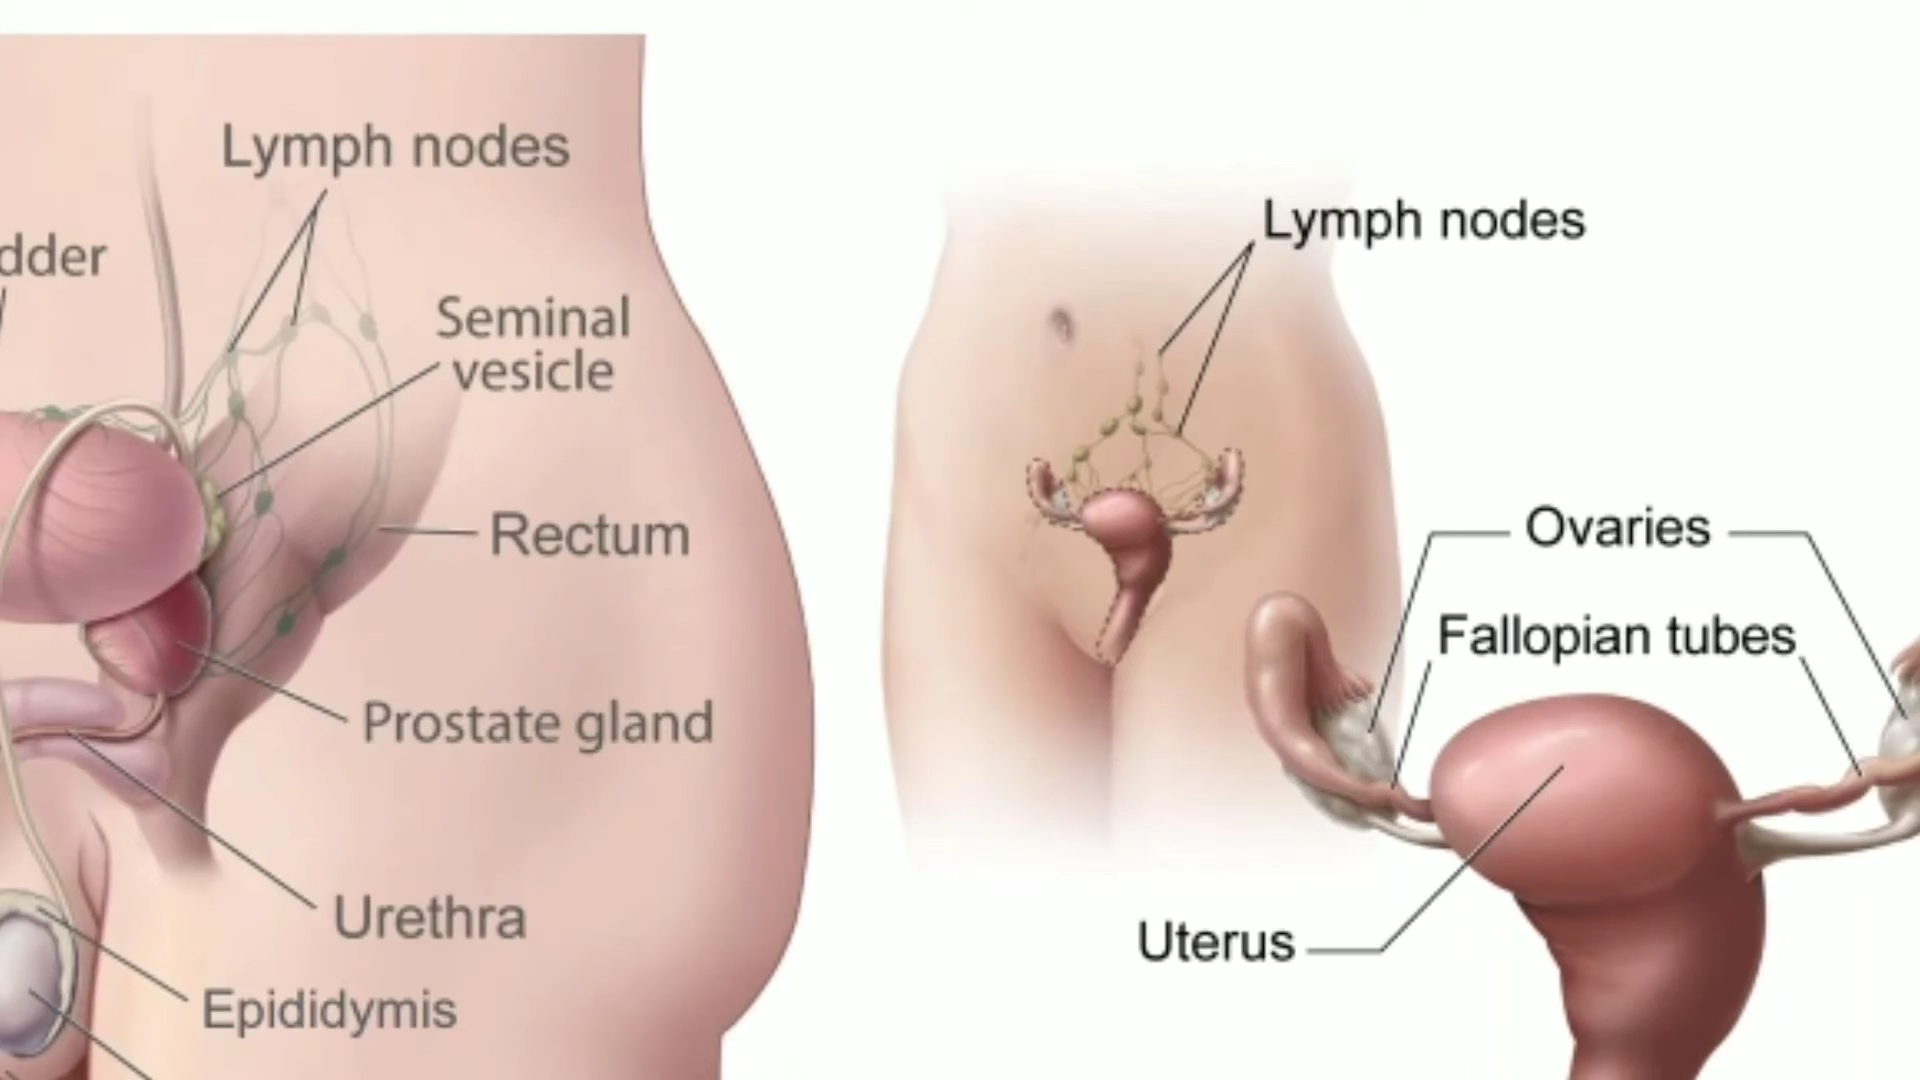 Lymph nodes
dder
Seminal
vesicle
Rectum
Prostate gland
Urethra
Epididymis
Lymph nodes
Ovaries
Fallopian tubes
Uterus